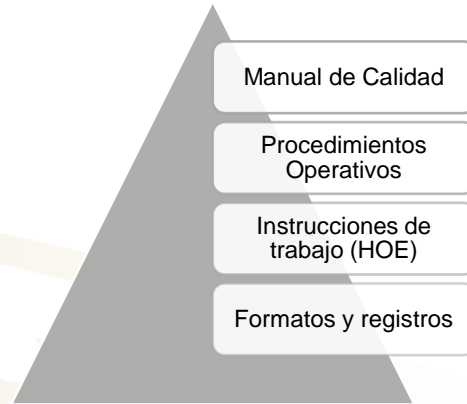 Manual de Calidad
Procedimientos
Operativos
Instrucciones de
trabajo (HOE)
Formatos y registros